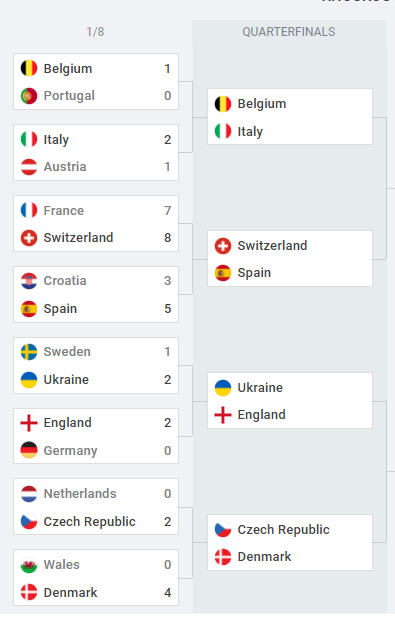 1/8
QUARTERFINALS
Belgium 1
Portugal 0
Italy 2
Austria 1
France 7
Switzerland 8
Croatia 3
Spain 5
Sweden 1
Ukraine 2
England 2
Germany 0
Netherlands 0
Czech Republic 2
Wales 0
Denmark 4
Belgium
Italy
Switzerland
Spain
Ukraine
England
Czech Republic
Denmark